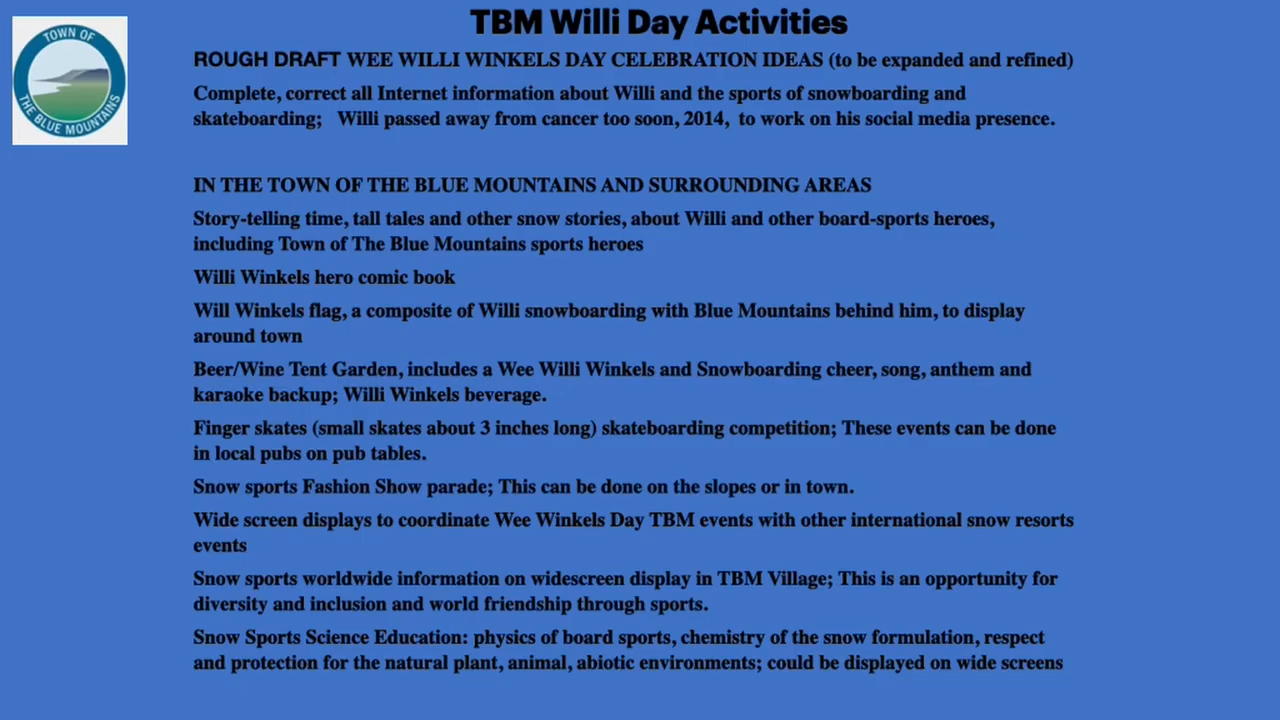 TBM Willi Day Activities
TOWN OF
THE BLUE MOUNTAINS
ROUGH DRAFT WEE WILLI WINKELS DAY CELEBRATION IDEAS (to be expanded and refined)
Complete, correct all Internet information about Willi and the sports of snowboarding and
skateboarding;   Willi passed away from cancer too soon, 2014,  to work on his social media presence.
IN THE TOWN OF THE BLUE MOUNTAINS AND SURROUNDING AREAS
Story-telling time, tall tales and other snow stories, about Willi and other board-sports heroes,
including Town of The Blue Mountains sports heroes
Willi Winkels hero comic book
Will Winkels flag, a composite of Willi snowboarding with Blue Mountains behind him, to display
around town
Beer/Wine Tent Garden, includes a Wee Willi Winkels and Snowboarding cheer, song, anthem and
karaoke backup; Willi Winkels beverage.
Finger skates (small skates about 3 inches long) skateboarding competition; These events can be done
in local pubs on pub tables.
Snow sports Fashion Show parade; This can be done on the slopes or in town.
Wide screen displays to coordinate Wee Winkels Day TBM events with other international snow resorts
events
Snow sports worldwide information on widescreen display in TBM Village; This is an opportunity for
diversity and inclusion and world friendship through sports.
Snow Sports Science Education: physics of board sports, chemistry of the snow formulation, respect
and protection for the natural plant, animal, abiotic environments; could be displayed on wide screens